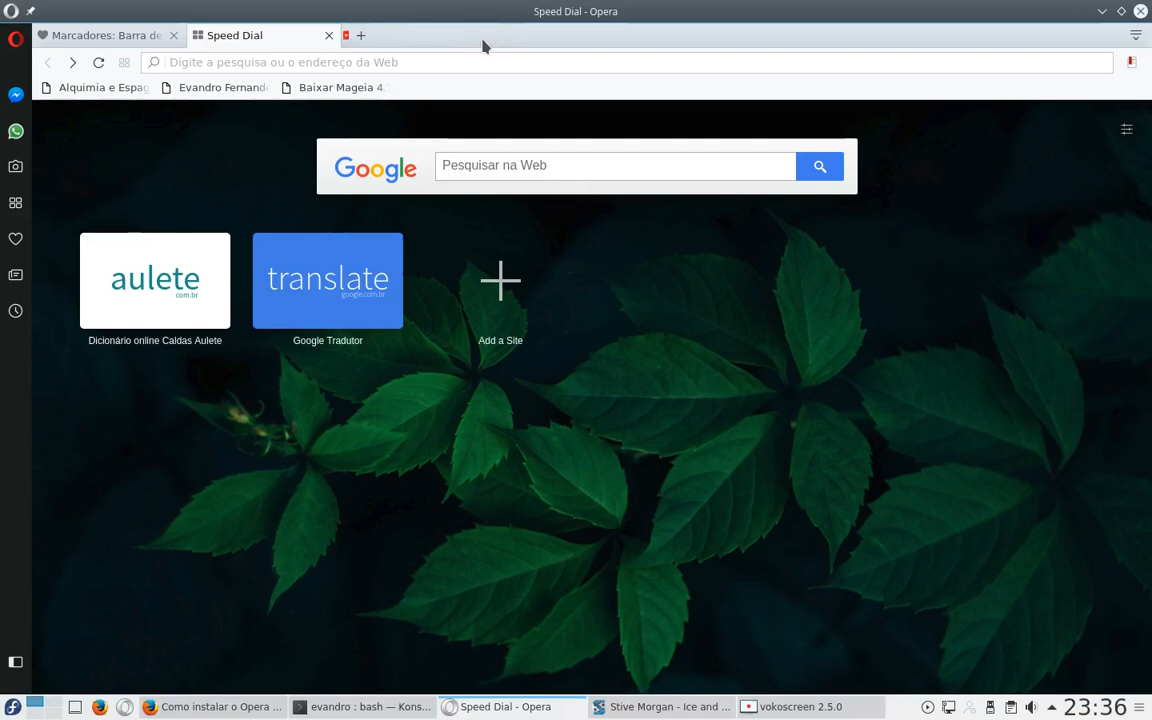 Speed Dial - Opera
Marcadores: Barra de
Speed Dial
Digite a pesquisa ou o endereço da Web
Alquimia e Espag
Evandro Fernand
Baixar Mageia 4.
Google
Pesquisar na Web
aulete
com.br
translate
google.com.br
Dicionário online Caldas Aulete
Google Tradutor
Add a Site
Como instalar o Opera ...
evandro : bash — Kons...
Speed Dial - Opera
Stive Morgan - Ice and ...
vokoscreen 2.5.0
23:36